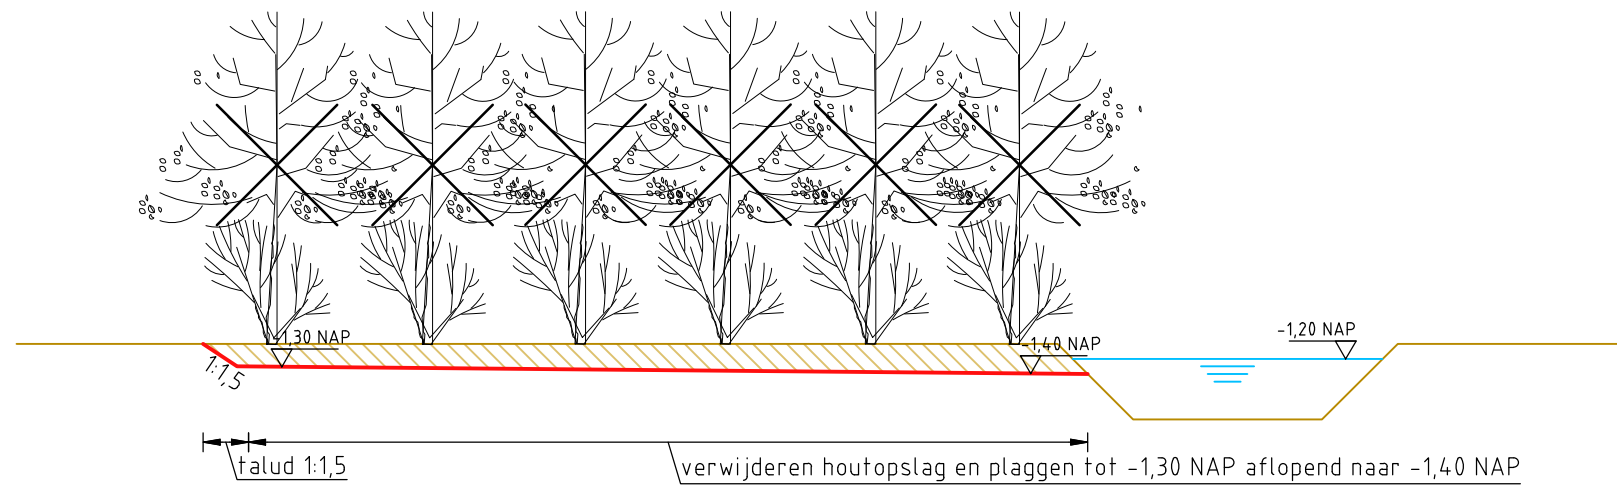 -1,30 NAP
-1,40 NAP
-1,20 NAP
1:1,5
talud 1:1,5
verwijderen houtopslag en plaggen tot -1,30 NAP aflopend naar -1,40 NAP